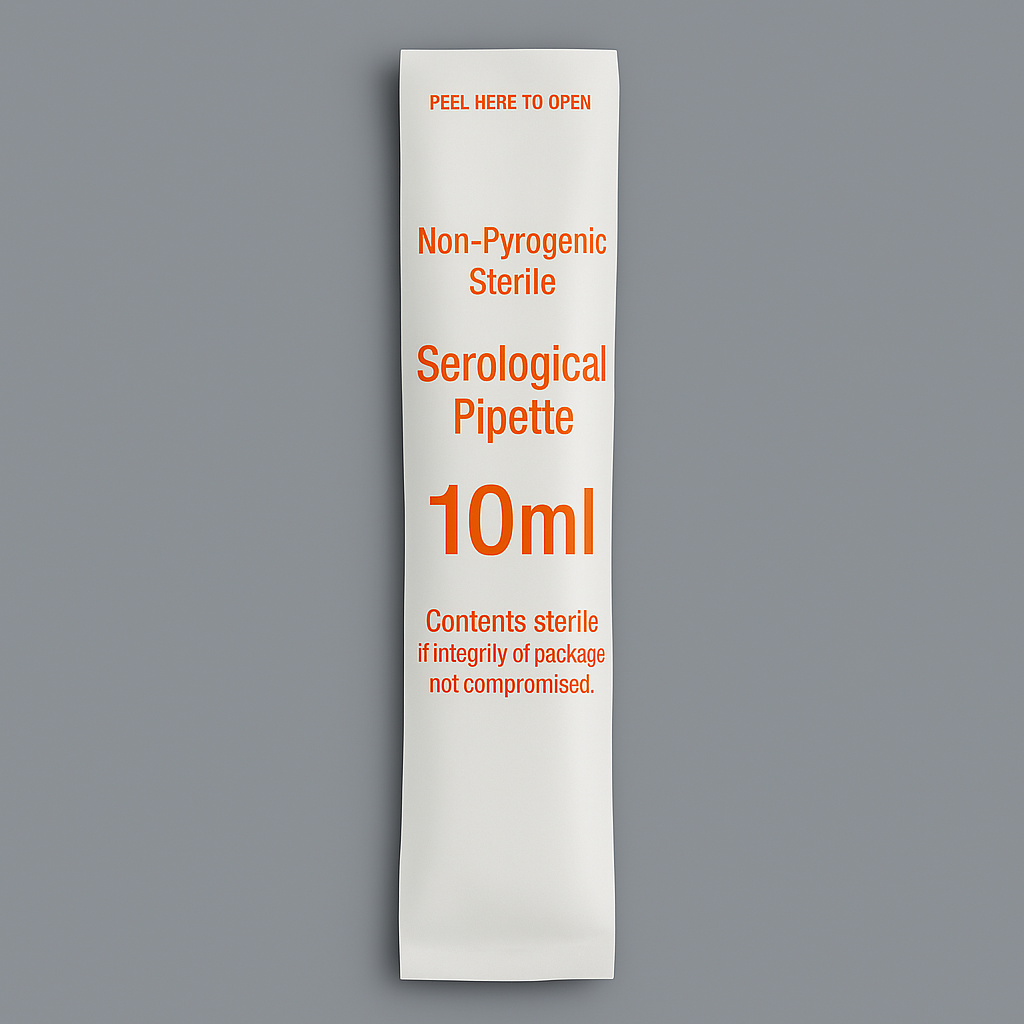 PEEL HERE TO OPEN
Non-Pyrogenic
Sterile
Serological
Pipette
10ml
Contents sterile
if integrily of package
not compromised.